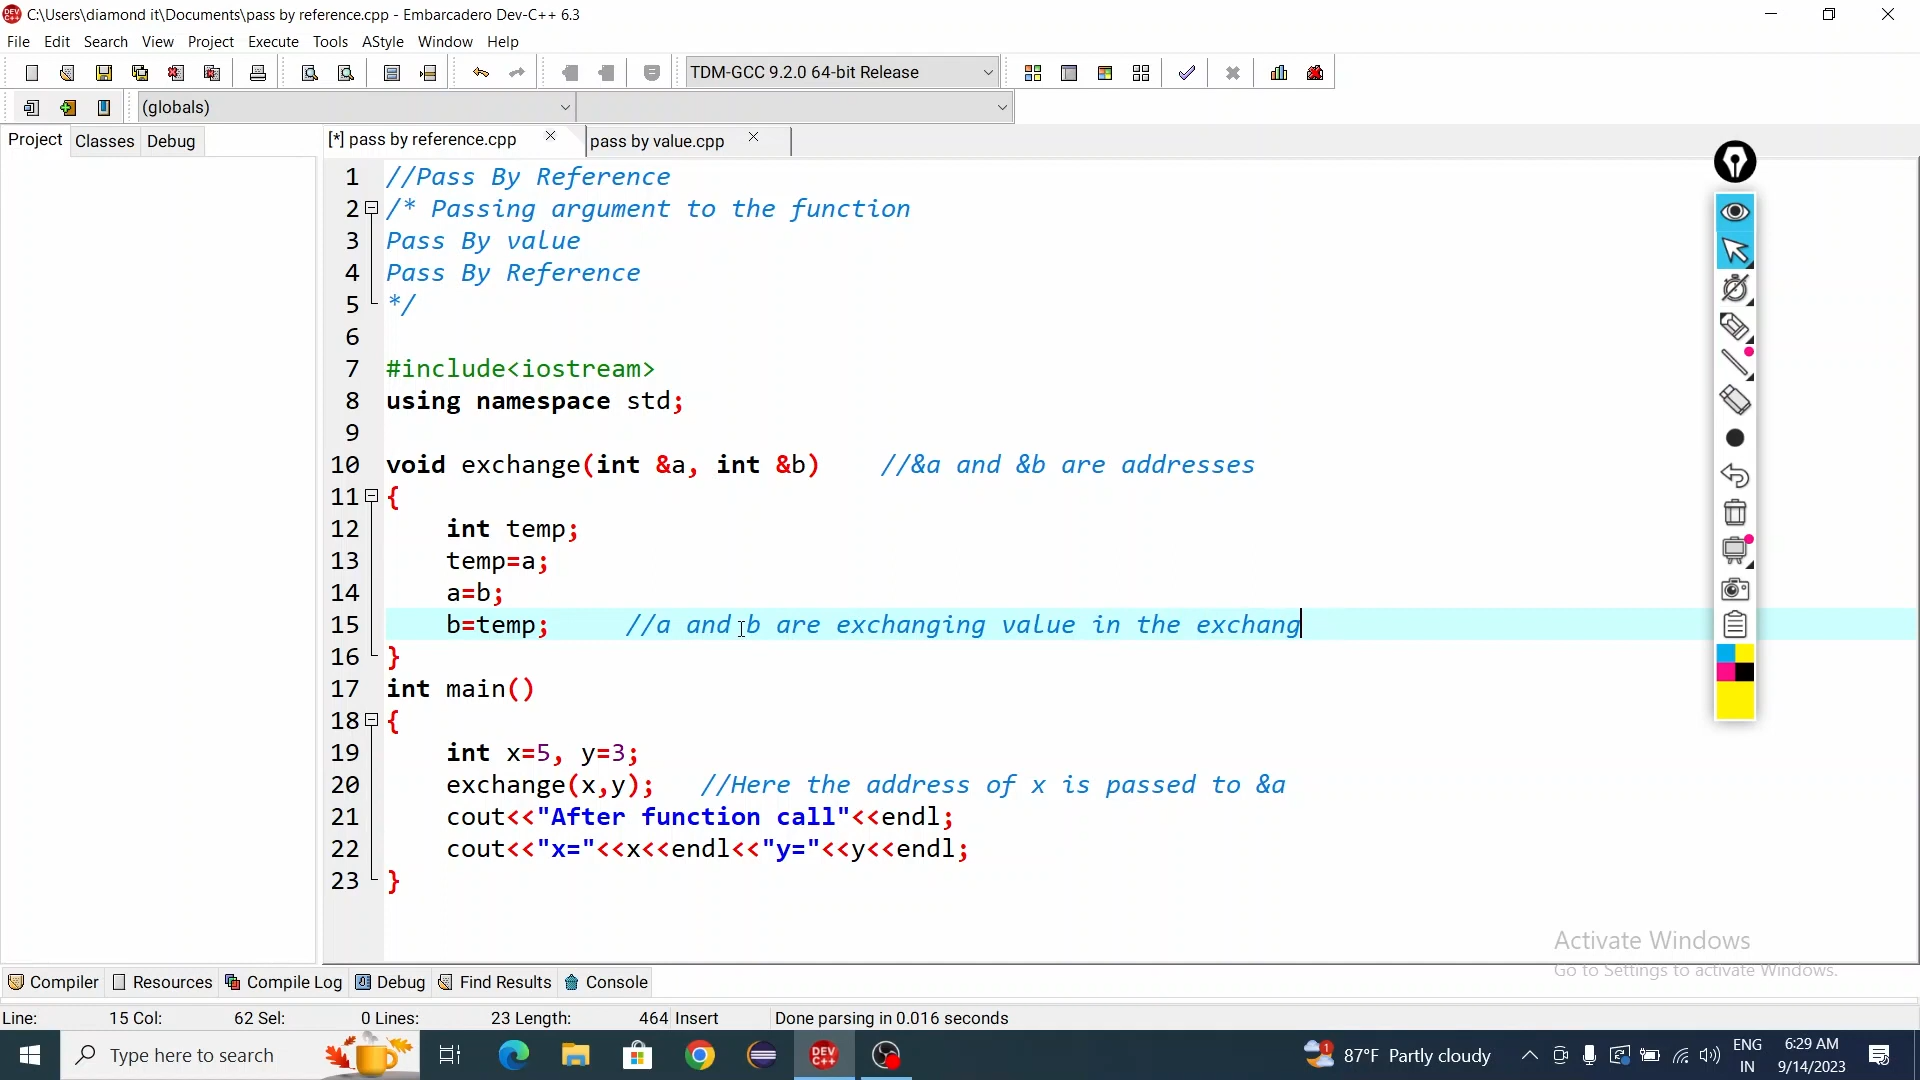 C:\Users\diamond it\Documents\pass by reference.cpp - Embarcadero Dev-C++ 6.3
File Edit Search View Project Execute Tools AStyle Window Help
TDM-GCC 9.2.0 64-bit Release
(globals)
Project Classes Debug
[*] pass by reference.cpp pass by value.cpp
1 //Pass By Reference
2 /* Passing argument to the function
3 Pass By value
4 Pass By Reference
5 */
6
7 #include<iostream>
8 using namespace std;
9
10 void exchange(int &a, int &b) //&a and &b are addresses
11 {
12 int temp;
13 temp=a;
14 a=b;
15 b=temp; //a and b are exchanging value in the exchang
16 }
17 int main()
18 {
19 int x=5, y=3;
20 exchange(x,y); //Here the address of x is passed to &a
21 cout<<"After function call"<<endl;
22 cout<<"x="<<x<<endl<<"y="<<y<<endl;
23 }
Activate Windows
Go to Settings to activate Windows.
Compiler Resources Compile Log Debug Find Results Console
Line: 15 Col: 62 Sel: 0 Lines: 23 Length: 464 Insert Done parsing in 0.016 seconds
Type here to search
DEV C++
87°F Partly cloudy
ENG
IN
6:29 AM
9/14/2023